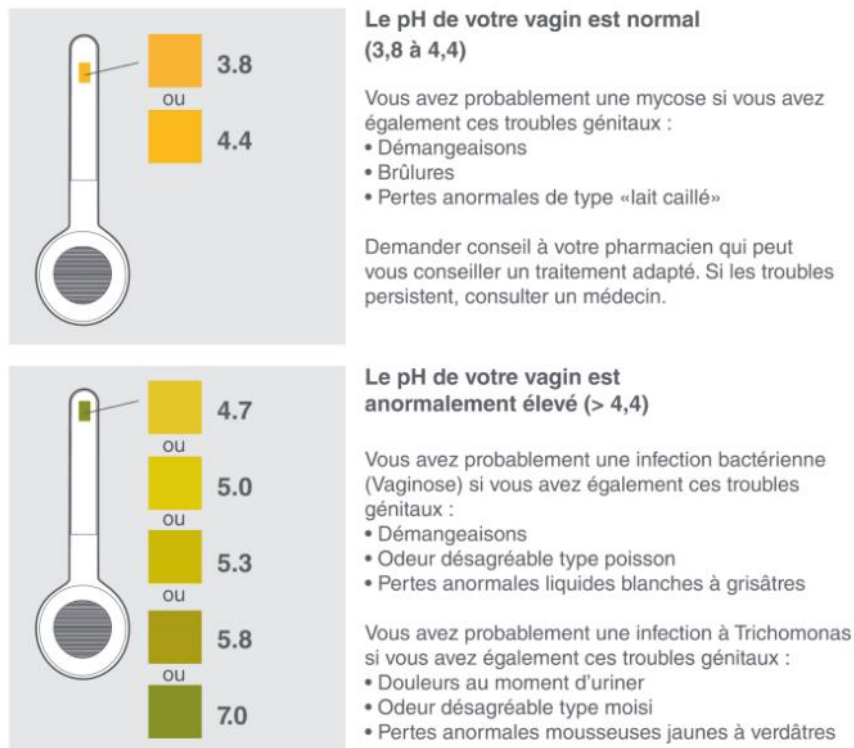 3.8
ou
4.4
Le pH de votre vagin est normal
(3,8 à 4,4)
Vous avez probablement une mycose si vous avez
également ces troubles génitaux :
• Démangeaisons
• Brûlures
• Pertes anormales de type «lait caillé»
Demander conseil à votre pharmacien qui peut
vous conseiller un traitement adapté. Si les troubles
persistent, consulter un médecin.
4.7
ou
5.0
ou
5.3
ou
5.8
ou
7.0
Le pH de votre vagin est
anormalement élevé (> 4,4)
Vous avez probablement une infection bactérienne
(Vaginose) si vous avez également ces troubles
génitaux :
• Démangeaisons
• Odeur désagréable type poisson
• Pertes anormales liquides blanches à grisâtres
Vous avez probablement une infection à Trichomonas
si vous avez également ces troubles génitaux :
• Douleurs au moment d'uriner
• Odeur désagréable type moisi
• Pertes anormales mousseuses jaunes à verdâtres